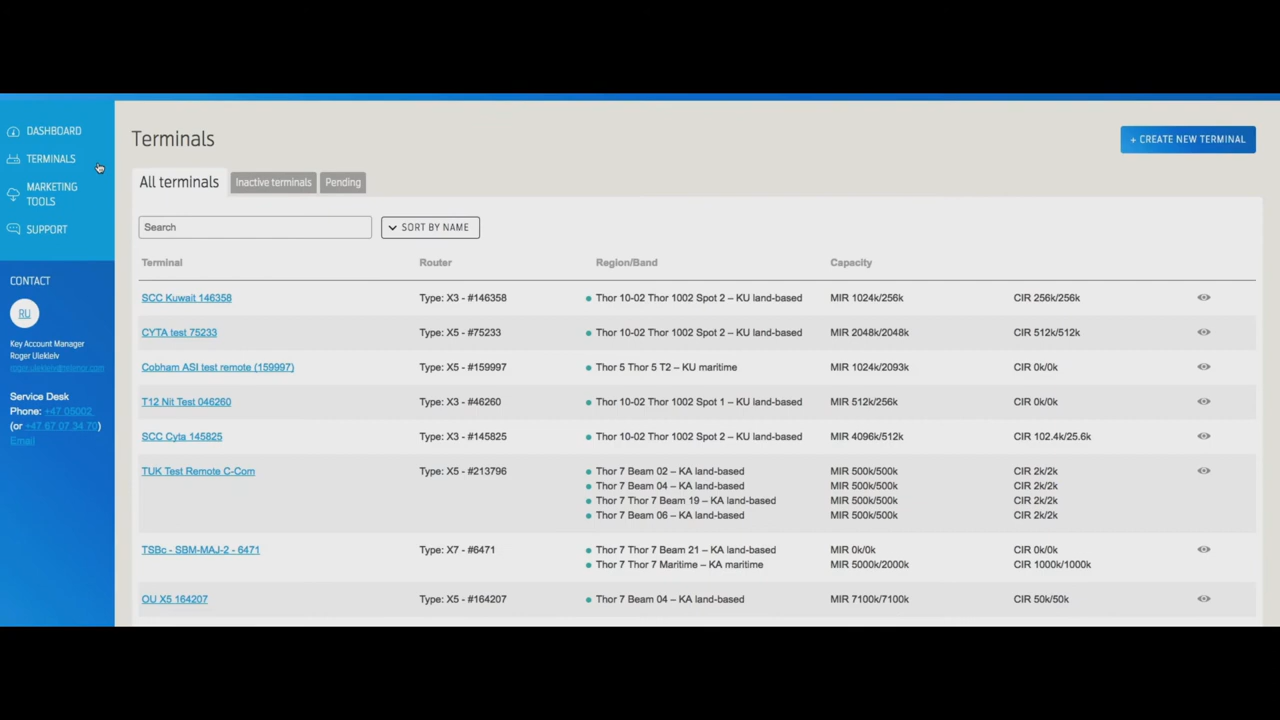 DASHBOARD
TERMINALS
MARKETING
TOOLS
SUPPORT
CONTACT
RU
Key Account Manager
Roger Ulekleiv
Service Desk
Phone: +47 05002
(or +47 67 07 34 70)
Email
Terminals
+ CREATE NEW TERMINAL
All terminals Inactive terminals Pending
Search SORT BY NAME
Terminal Router Region/Band Capacity
SCC Kuwait 146358 Type: X3 - #146358 Thor 10-02 Thor 1002 Spot 2 – KU land-based MIR 1024k/256k CIR 256k/256k
CYTA test 75233 Type: X5 - #75233 Thor 10-02 Thor 1002 Spot 2 – KU land-based MIR 2048k/2048k CIR 512k/512k
Cobham ASI test remote (159997) Type: X5 - #159997 Thor 5 Thor 5 T2 – KU maritime MIR 1024k/2093k CIR 0k/0k
T12 Nit Test 046260 Type: X3 - #46260 Thor 10-02 Thor 1002 Spot 1 – KU land-based MIR 512k/256k CIR 0k/0k
SCC Cyta 145825 Type: X3 - #145825 Thor 10-02 Thor 1002 Spot 2 – KU land-based MIR 4096k/512k CIR 102.4k/25.6k
TUK Test Remote C-Com Type: X5 - #213796 Thor 7 Beam 02 – KA land-based MIR 500k/500k CIR 2k/2k
Thor 7 Beam 04 – KA land-based MIR 500k/500k CIR 2k/2k
Thor 7 Thor 7 Beam 19 – KA land-based MIR 500k/500k CIR 2k/2k
Thor 7 Beam 06 – KA land-based MIR 500k/500k CIR 2k/2k
TSBc - SBM-MAJ-2 - 6471 Type: X7 - #6471 Thor 7 Thor 7 Beam 21 – KA land-based MIR 0k/0k CIR 0k/0k
Thor 7 Thor 7 Maritime – KA maritime MIR 5000k/2000k CIR 1000k/1000k
OU X5 164207 Type: X5 - #164207 Thor 7 Beam 04 – KA land-based MIR 7100k/7100k CIR 50k/50k